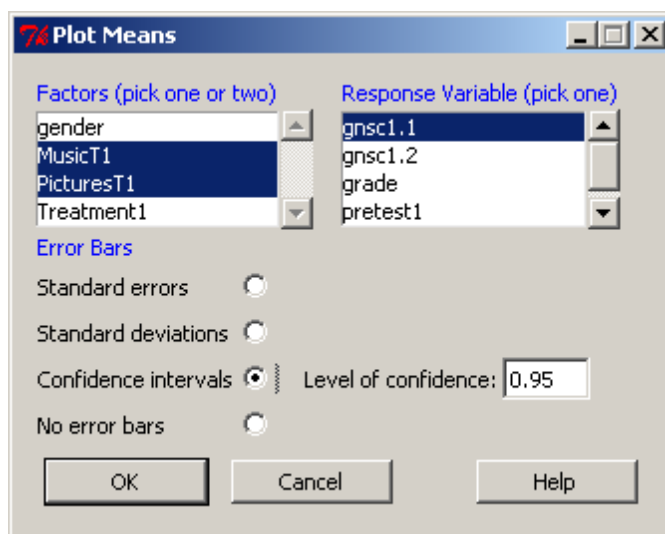 Plot Means
Factors (pick one or two)
Response Variable (pick one)
gender
MusicT1
PicturesT1
Treatment1
gnsc1.1
gnsc1.2
grade
pretest1
Error Bars
Standard errors
Standard deviations
Confidence intervals Level of confidence: 0.95
No error bars
OK Cancel Help